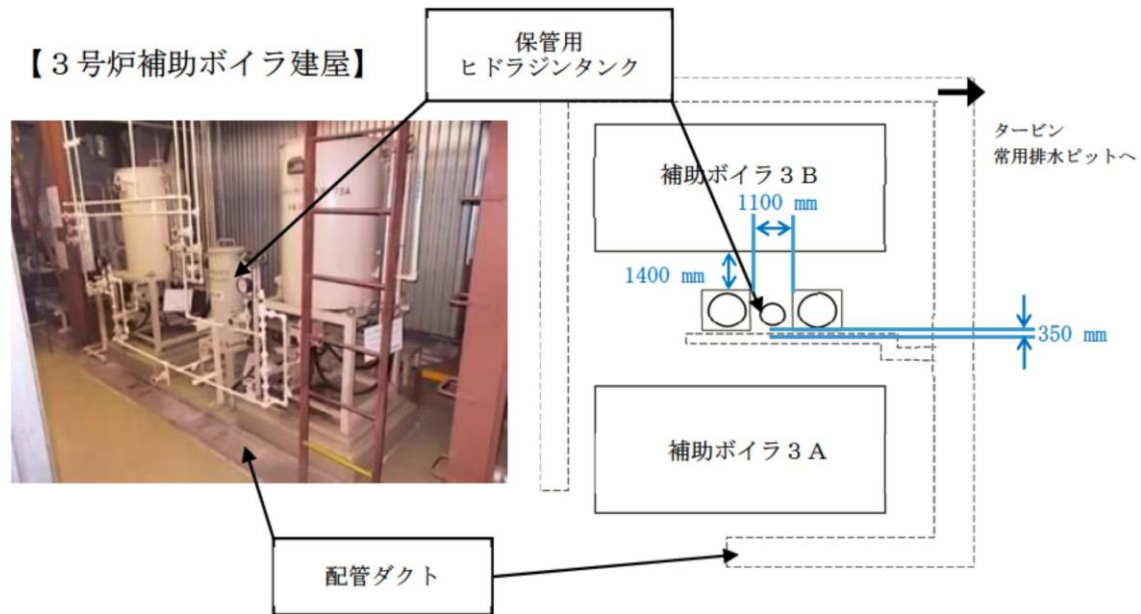 【３号炉補助ボイラ建屋】
保管用
ヒドラジンタンク
タービン
常用排水ピットへ
補助ボイラ３Ｂ
1100 mm
1400 mm
350 mm
補助ボイラ３Ａ
配管ダクト